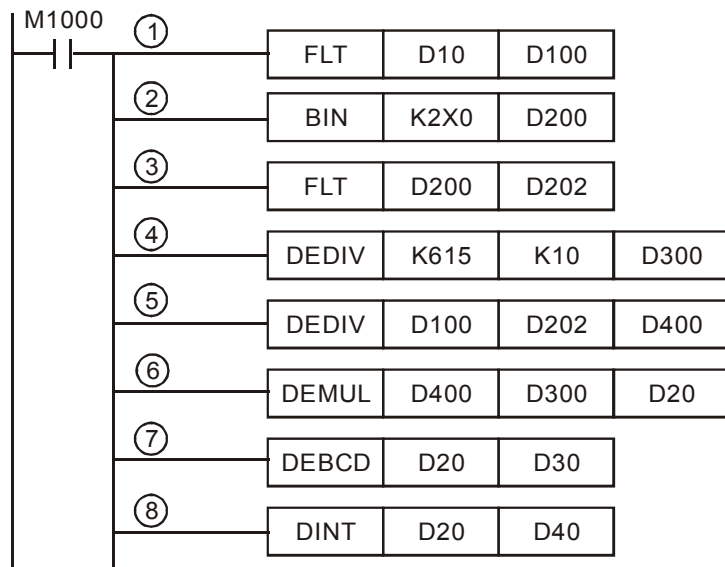 M1000
① FLT D10 D100
② BIN K2X0 D200
③ FLT D200 D202
④ DEDIV K615 K10 D300
⑤ DEDIV D100 D202 D400
⑥ DEMUL D400 D300 D20
⑦ DEBCD D20 D30
⑧ DINT D20 D40